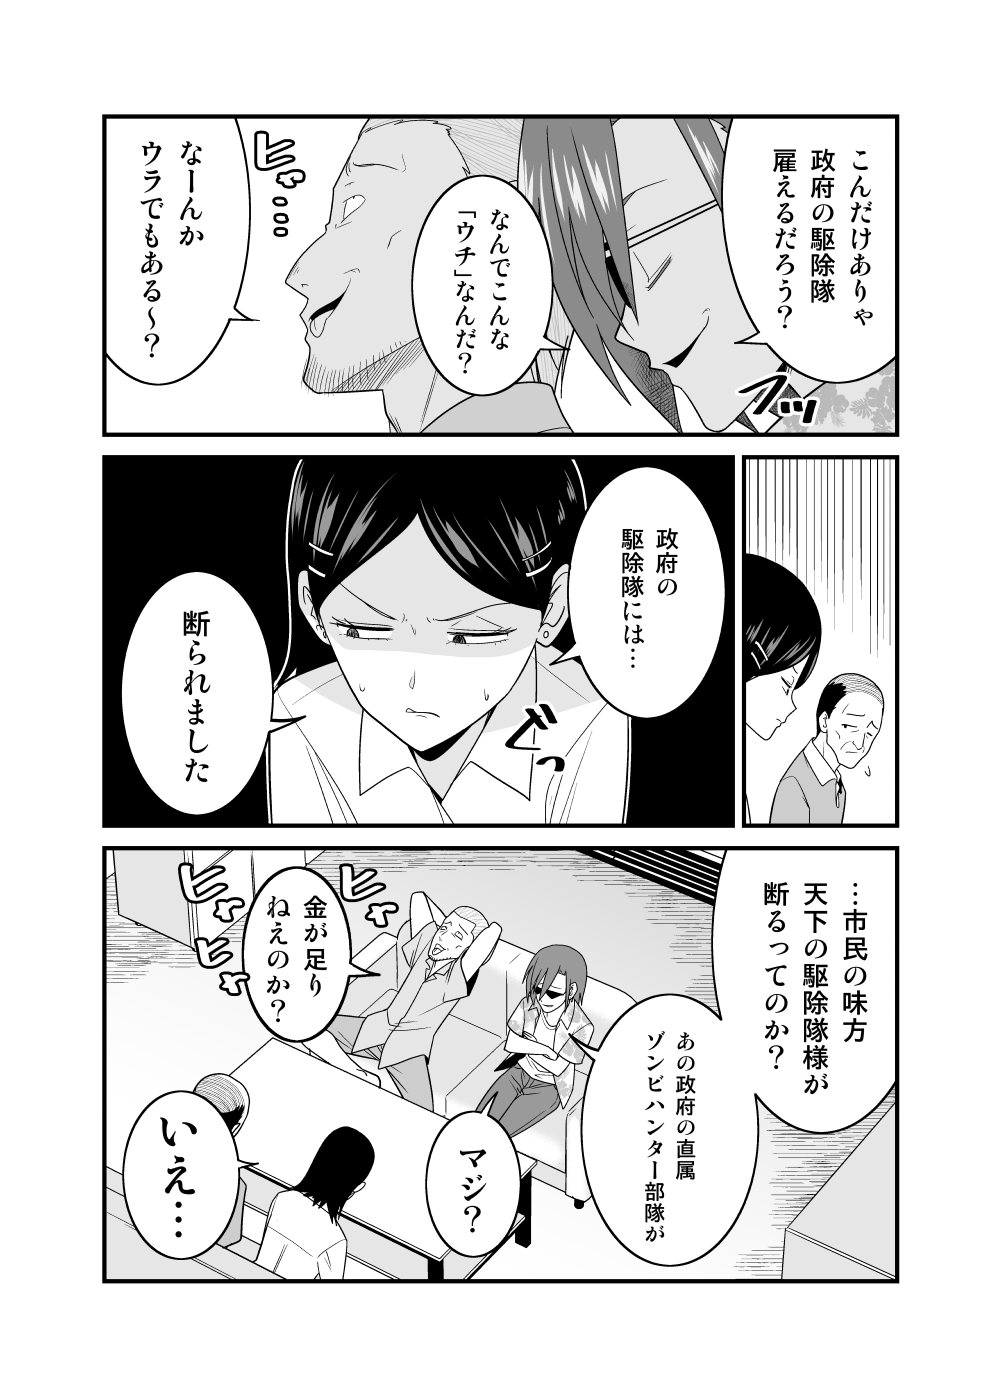 こんだけありゃ
政府の駆除隊
雇えるだろう？
フッ
なんでこんな
「ウチ」なんだ？
ヒャ…
なーんか
ウラでもある～？
政府の
駆除隊には…
どっ
断られました
…市民の味方
天下の駆除隊様が
断るってのか？
あの政府の直属
ゾンビハンター部隊が
マジ？
金が足り
ねえのか？
ヒャ
ヒャ
ヒャ
いえ…